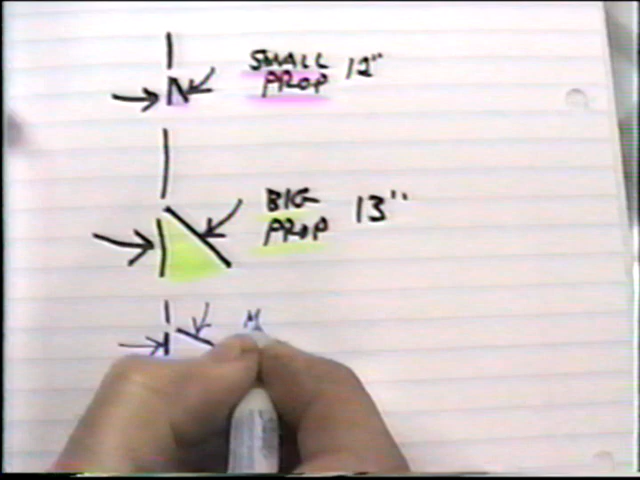 SMALL
PROP 12"
BIG
PROP 13"
M